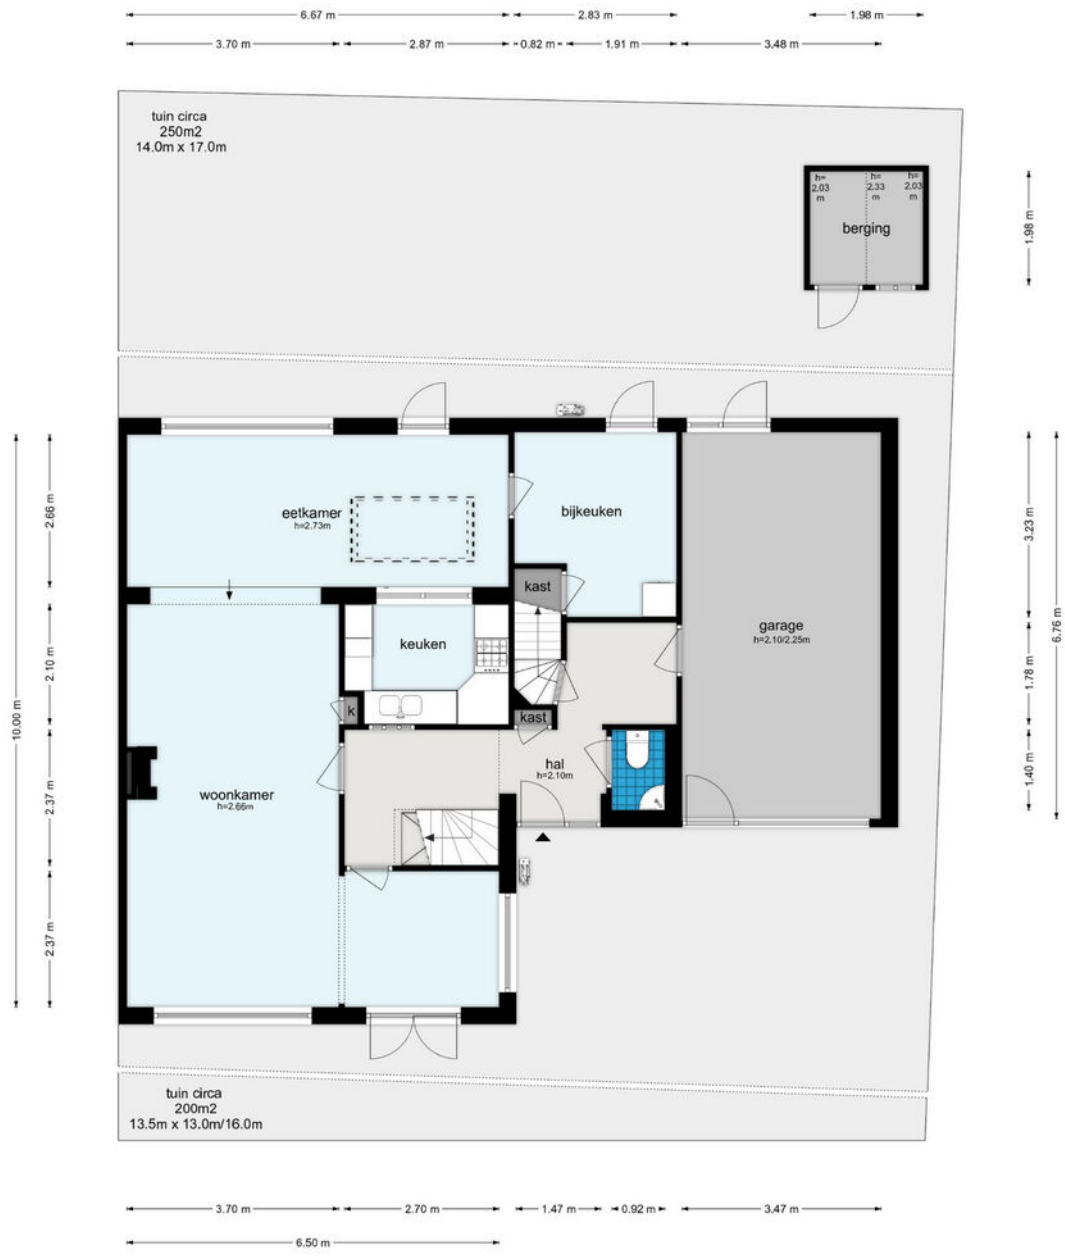 6.67 m
2.83 m
1.98 m
3.70 m
2.87 m
0.82 m
1.91 m
3.48 m
tuin circa
250m2
14.0m x 17.0m
h=
2.03
m
h=
2.33
m
h=
2.03
m
berging
1.98 m
eetkamer
h=2.73m
bijkeuken
kast
keuken
garage
h=2.10/2.25m
k
kast
hal
h=2.10m
woonkamer
h=2.66m
10.00 m
2.66 m
2.10 m
2.37 m
2.37 m
3.23 m
1.78 m
1.40 m
6.76 m
tuin circa
200m2
13.5m x 13.0m/16.0m
3.70 m
2.70 m
1.47 m
0.92 m
3.47 m
6.50 m